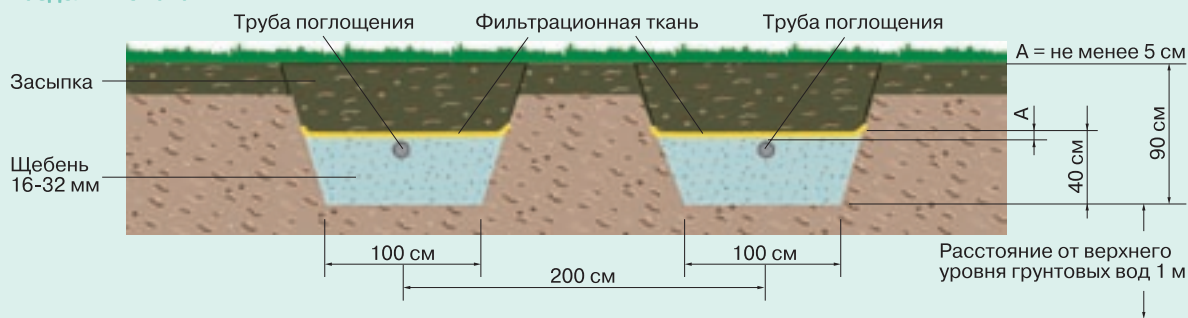 Труба поглощения
Фильтрационная ткань
Труба поглощения
А = не менее 5 см
Засыпка
А
90 см
40 см
Щебень
16-32 мм
100 см
100 см
200 см
Расстояние от верхнего
уровня грунтовых вод 1 м